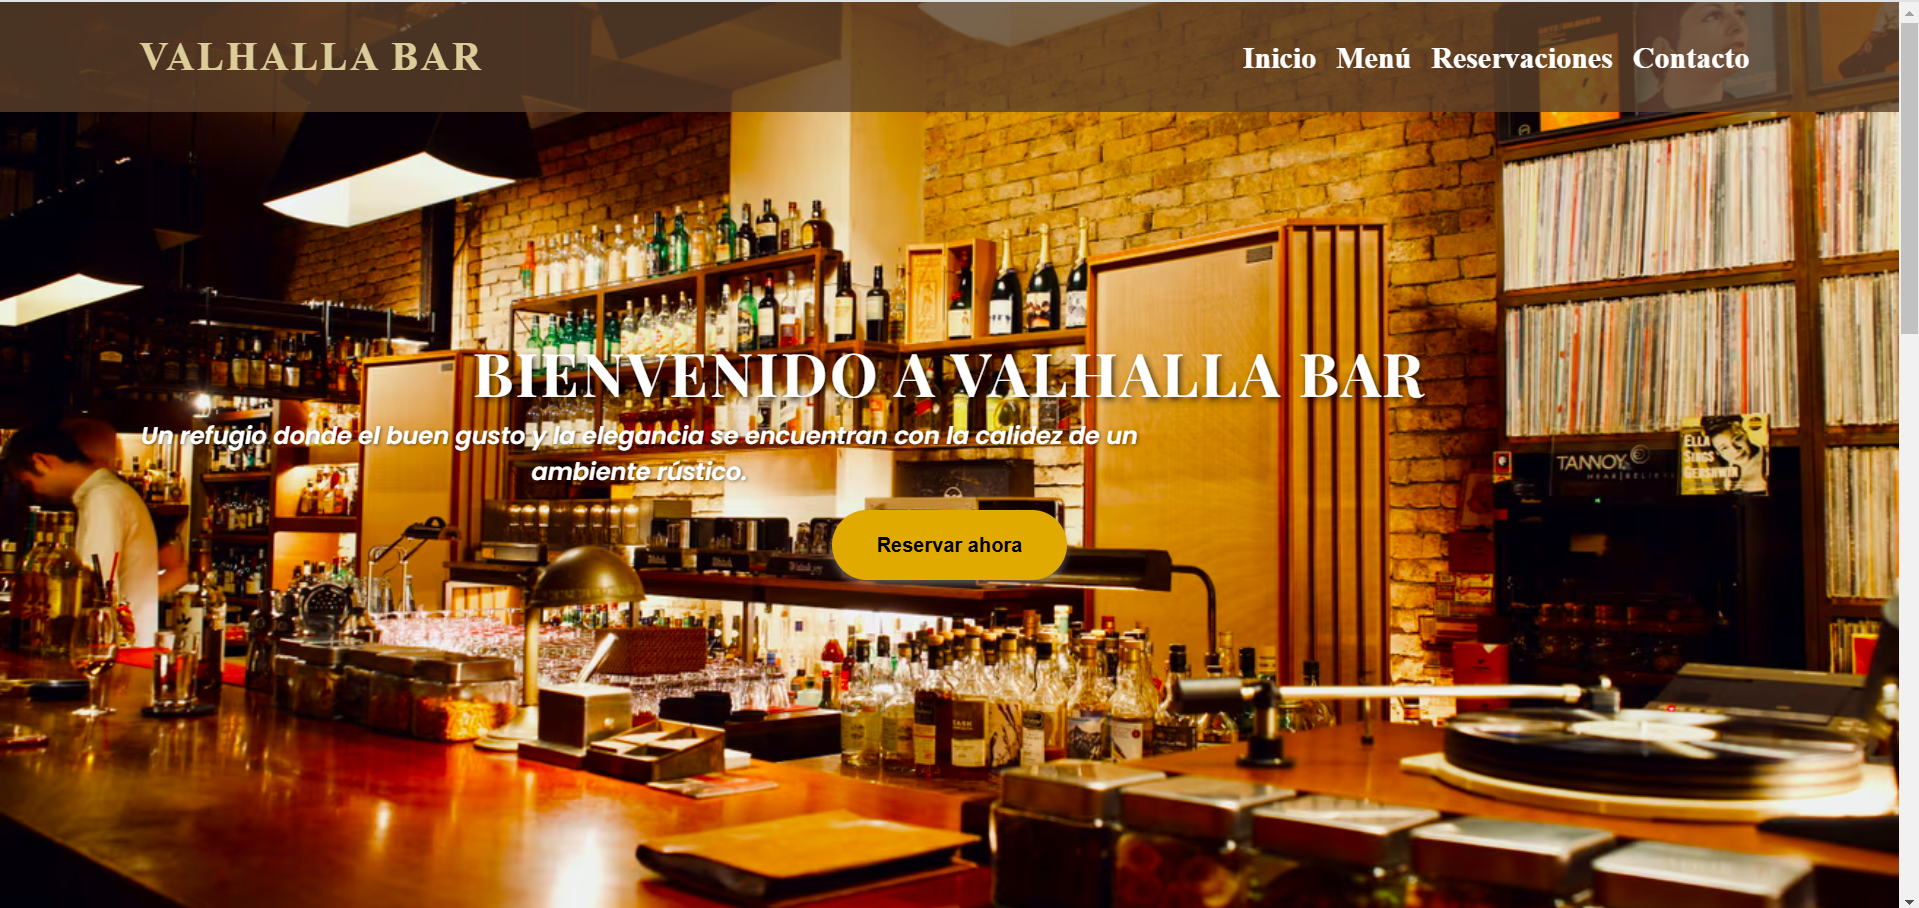 VALHALLA BAR
Inicio Menú Reservaciones Contacto
BIENVENIDO A VALHALLA BAR
Un refugio donde el buen gusto y la elegancia se encuentran con la calidez de un
ambiente rústico.
ELLA
SINGS
GERSHWIN
TANNOY
Reservar ahora